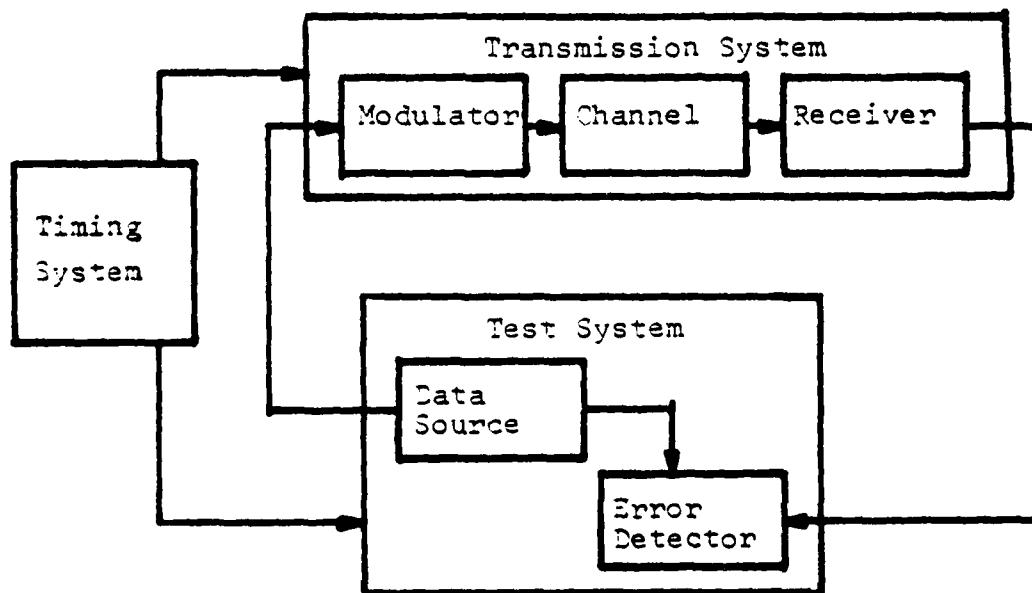 Transmission System
Modulator
Channel
Receiver
Timing
System
Test System
Data
Source
Error
Detector